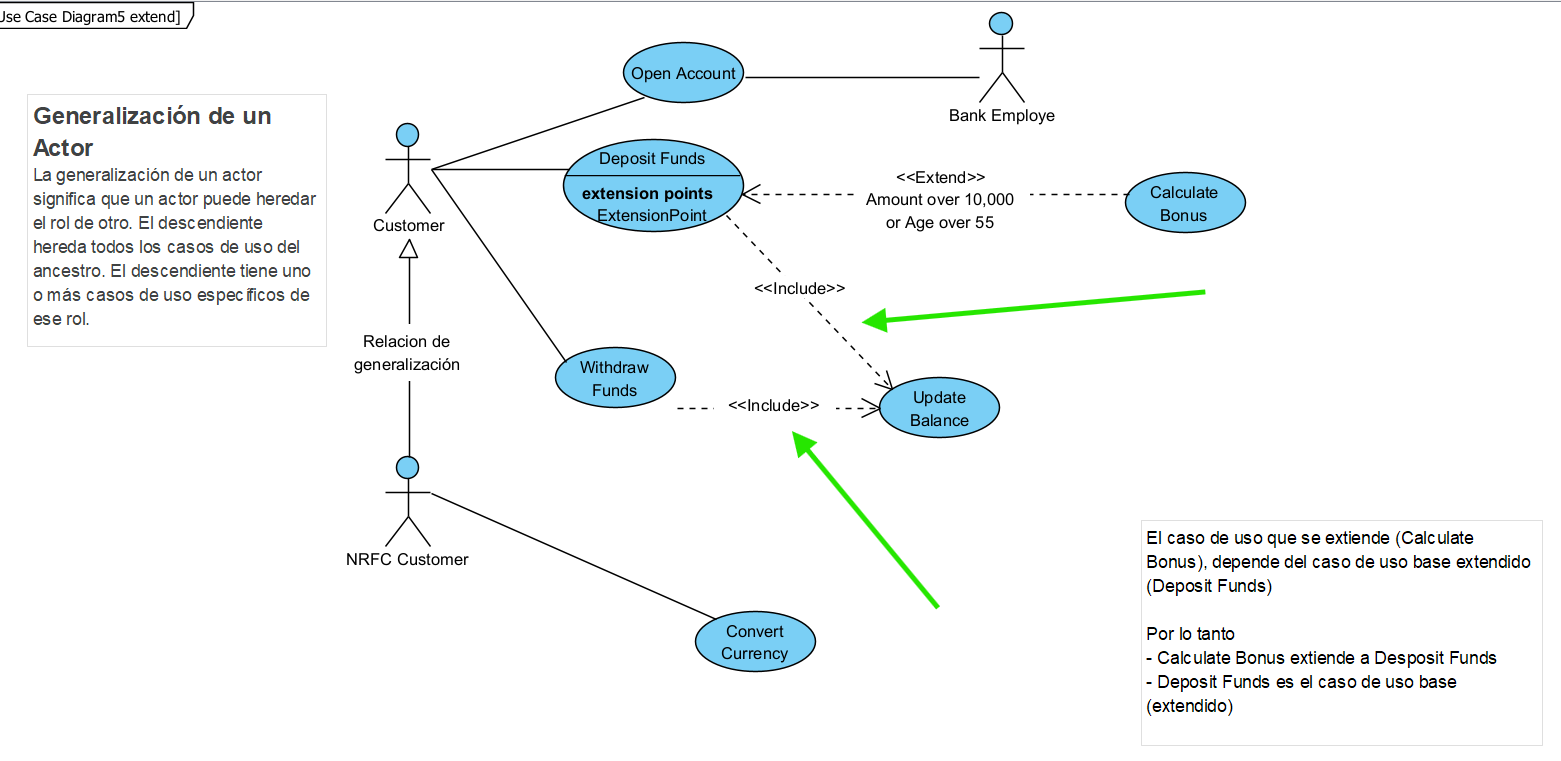 Use Case Diagram5 extend]
Generalización de un
Actor
La generalización de un actor
significa que un actor puede heredar
el rol de otro. El descendiente
hereda todos los casos de uso del
ancestro. El descendiente tiene uno
o más casos de uso específicos de
ese rol.
Open Account
Bank Employe
Customer
Deposit Funds
extension points
ExtensionPoint
<<Extend>>
Amount over 10,000
or Age over 55
Calculate
Bonus
<<Include>>
Relacion de
generalización
Withdraw
Funds
<<Include>>
Update
Balance
NRFC Customer
Convert
Currency
El caso de uso que se extiende (Calculate
Bonus), depende del caso de uso base extendido
(Deposit Funds)
Por lo tanto
- Calculate Bonus extiende a Desposit Funds
- Deposit Funds es el caso de uso base
(extendido)